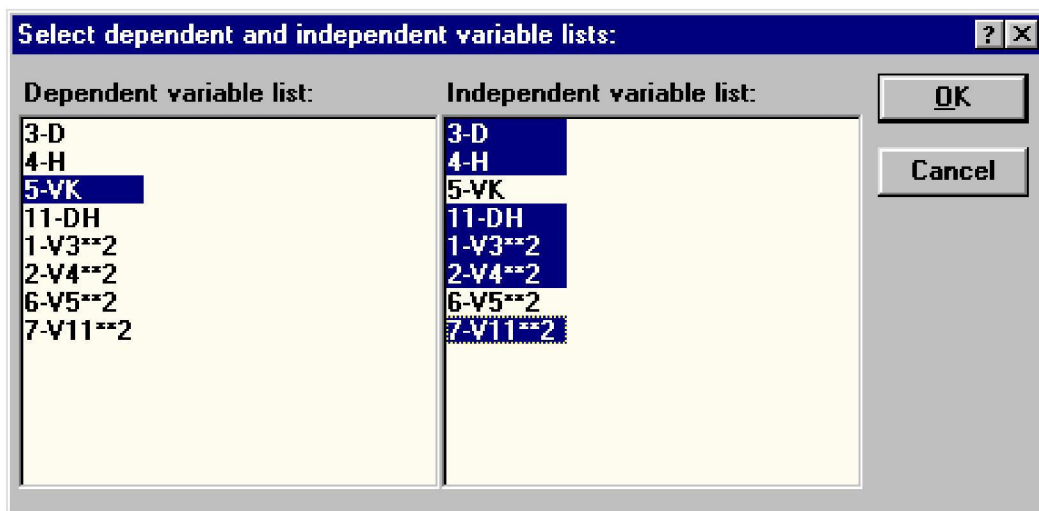 Select dependent and independent variable lists:
? X
Dependent variable list:
3-D
4-H
5-VK
11-DH
1-V3**2
2-V4**2
6-V5**2
7-V11**2
Independent variable list:
3-D
4-H
5-VK
11-DH
1-V3**2
2-V4**2
6-V5**2
7-V11**2
OK
Cancel